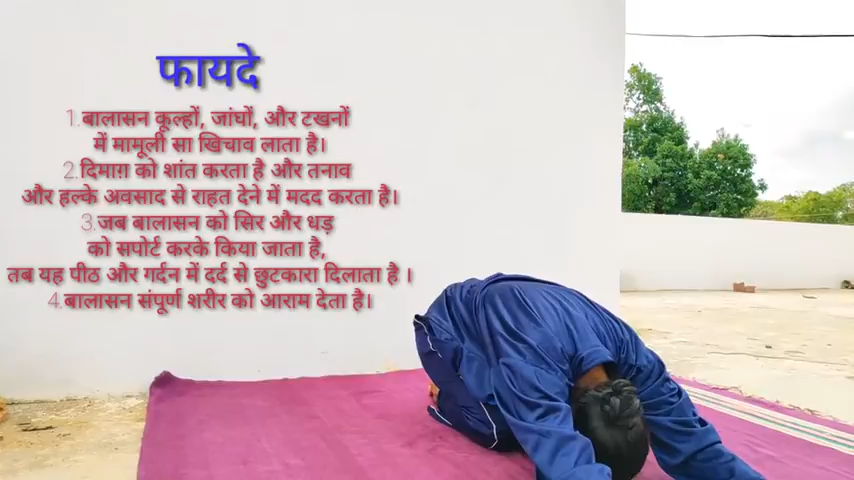 फायदे
1.बालासन कूल्हों, जांघों, और टखनों
में मामूली सा खिचाव लाता है।
2.दिमाग़ को शांत करता है और तनाव
और हल्के अवसाद से राहत देने में मदद करता है।
3.जब बालासन को सिर और धड़
को सपोर्ट करके किया जाता है,
तब यह पीठ और गर्दन में दर्द से छुटकारा दिलाता है ।
4.बालासन संपूर्ण शरीर को आराम देता है।